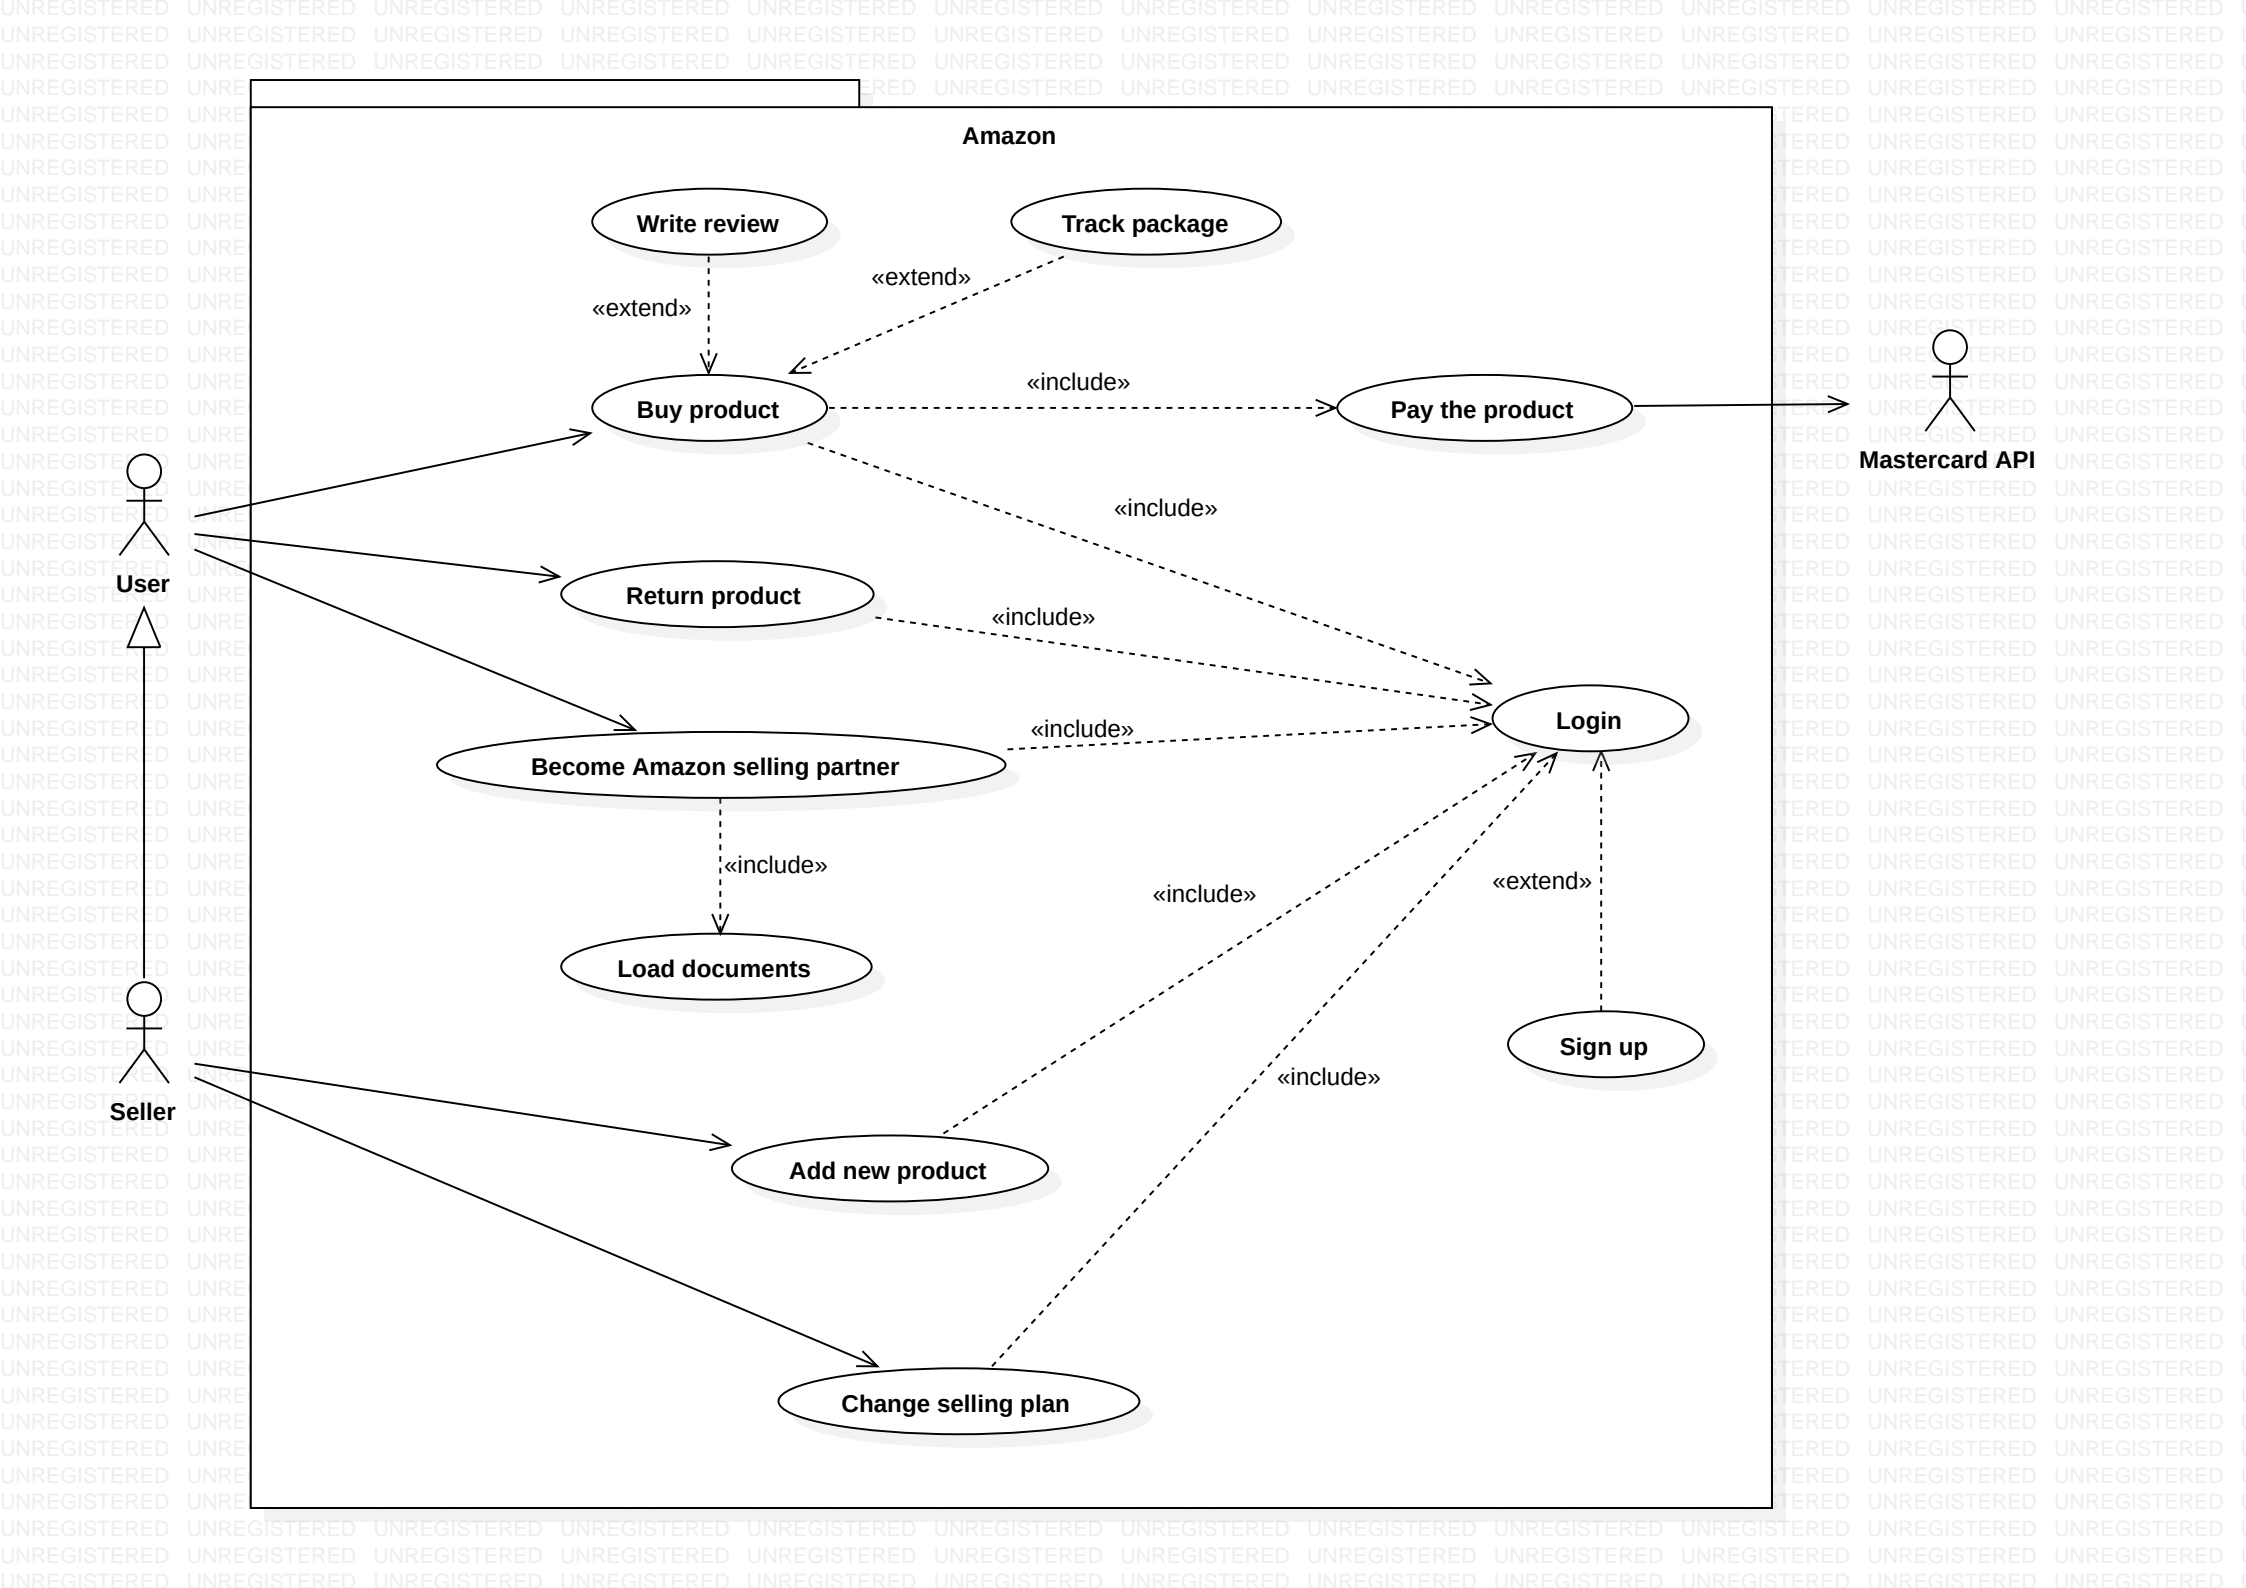 Amazon
Write review
Track package
«extend»
«extend»
«include»
Buy product
Pay the product
Mastercard API
«include»
User
Return product
«include»
Login
«include»
Become Amazon selling partner
«include»
«extend»
«include»
Load documents
Sign up
«include»
Seller
Add new product
Change selling plan
UNREGISTERED